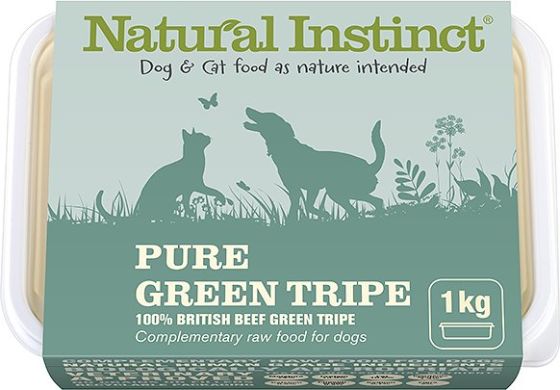 Natural Instinct®
Dog & Cat food as nature intended
PURE
GREEN TRIPE
100% BRITISH BEEF GREEN TRIPE
Complementary raw food for dogs
1kg